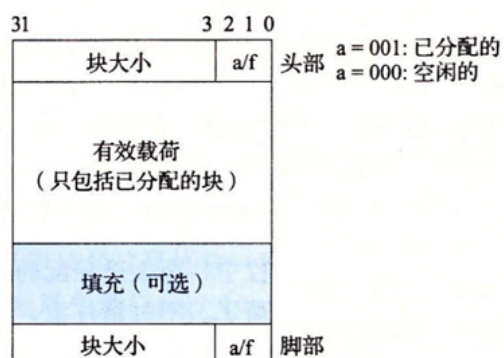 31 3 2 1 0
块大小 a/f 头部 a = 001: 已分配的
a = 000: 空闲的
有效载荷
（只包括已分配的块）
填充（可选）
块大小 a/f 脚部